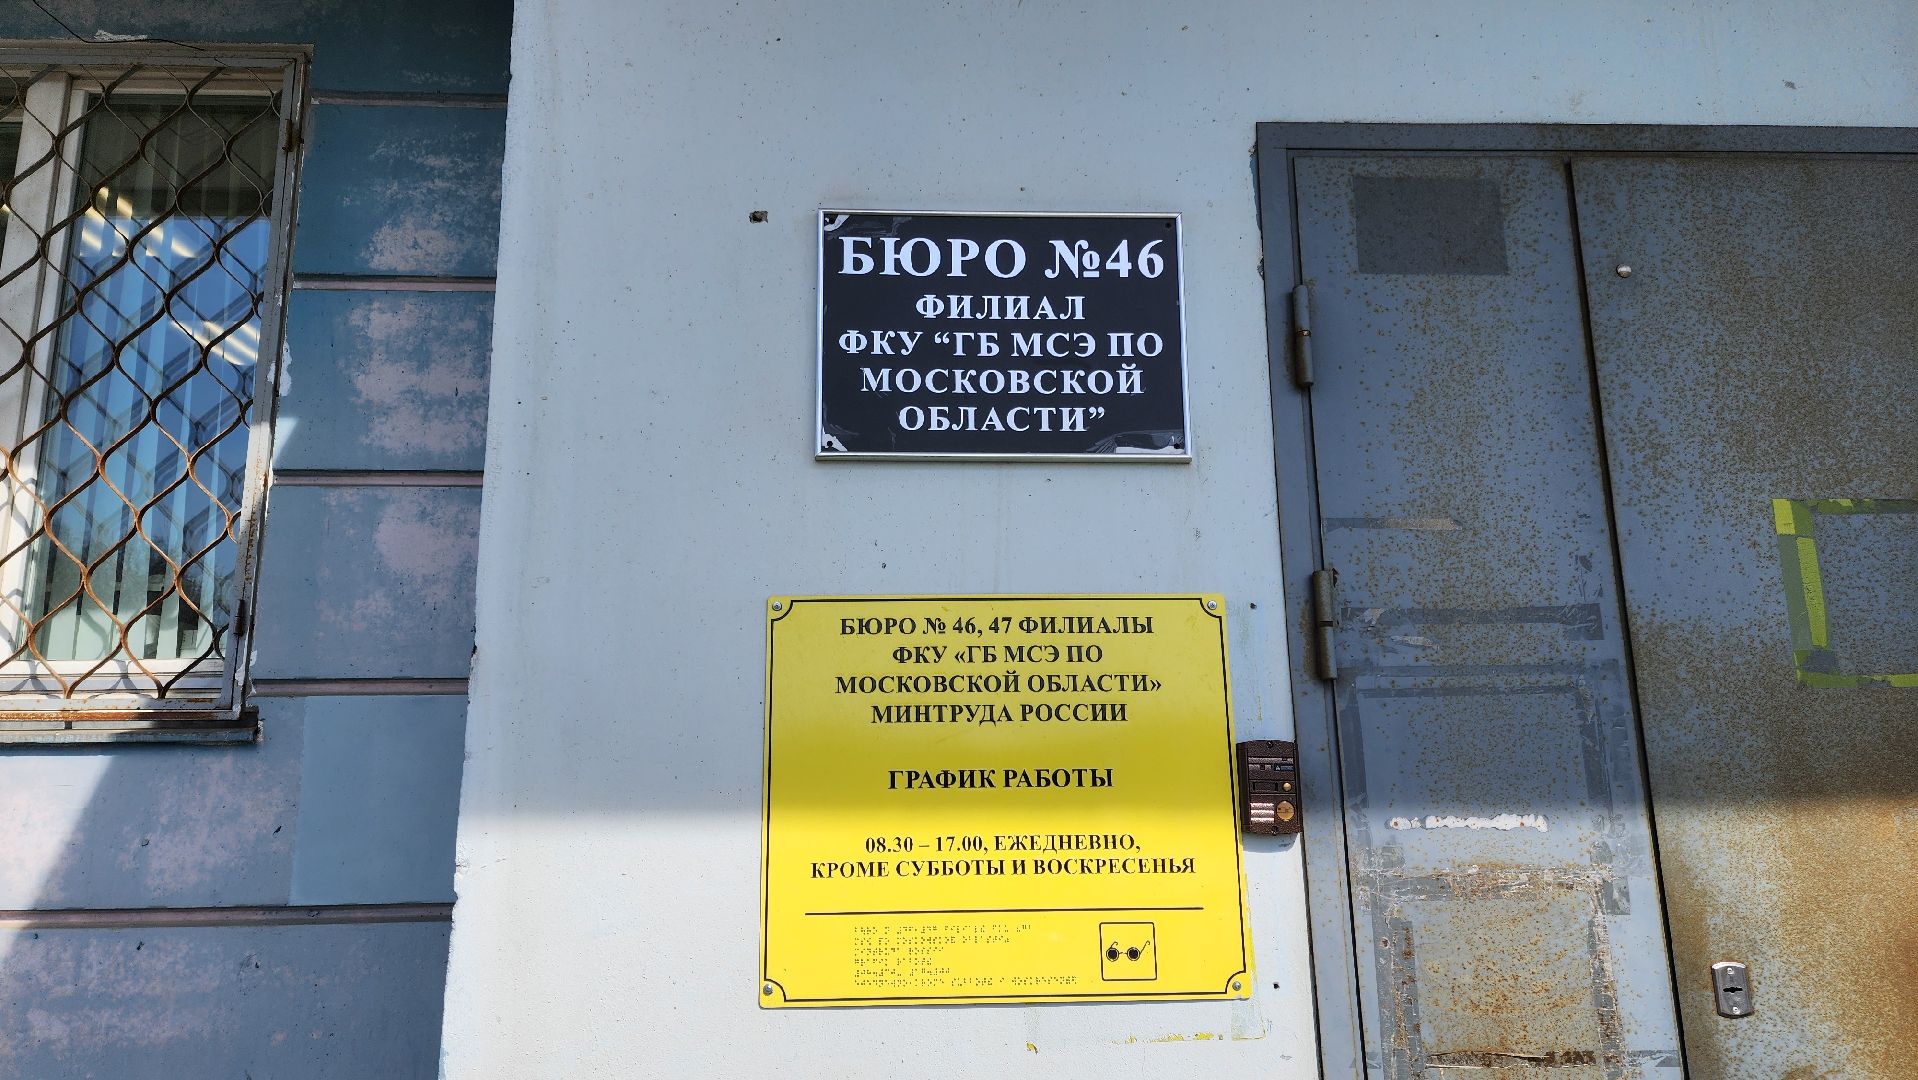 БЮРО №46
ФИЛИАЛ
ФКУ “ГБ МСЭ ПО
МОСКОВСКОЙ
ОБЛАСТИ”
БЮРО № 46, 47 ФИЛИАЛЫ
ФКУ «ГБ МСЭ ПО
МОСКОВСКОЙ ОБЛАСТИ»
МИНТРУДА РОССИИ
ГРАФИК РАБОТЫ
08.30 – 17.00, ЕЖЕДНЕВНО,
КРОМЕ СУББОТЫ И ВОСКРЕСЕНЬЯ